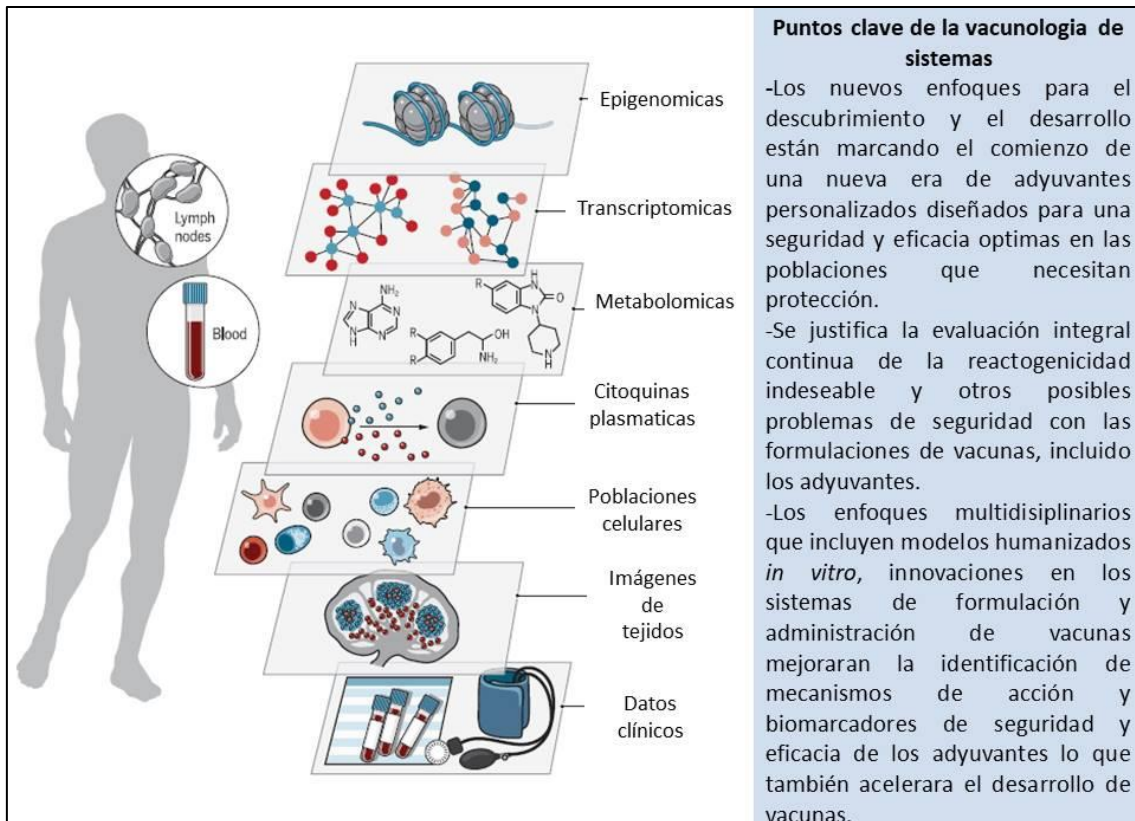 Lymph
nodes
Blood
Epigenomicas
Transcriptomicas
Metabolomicas
Citoquinas
plasmaticas
Poblaciones
celulares
Imágenes
de
tejidos
Datos
clínicos
NH₂
N
N
N
H
N
R
R
OH
NH₂
R
H
N
O
N
N
H
Puntos clave de la vacunologia de
sistemas
-Los nuevos enfoques para el
descubrimiento y el desarrollo
están marcando el comienzo de
una nueva era de adyuvantes
personalizados diseñados para una
seguridad y eficacia optimas en las
poblaciones que necesitan
protección.
-Se justifica la evaluación integral
continua de la reactogenicidad
indeseable y otros posibles
problemas de seguridad con las
formulaciones de vacunas, incluido
los adyuvantes.
-Los enfoques multidisiplinarios
que incluyen modelos humanizados
in vitro, innovaciones en los
sistemas de formulación y
administración de vacunas
mejoraran la identificación de
mecanismos de acción y
biomarcadores de seguridad y
eficacia de los adyuvantes lo que
también acelerara el desarrollo de
vacunas.